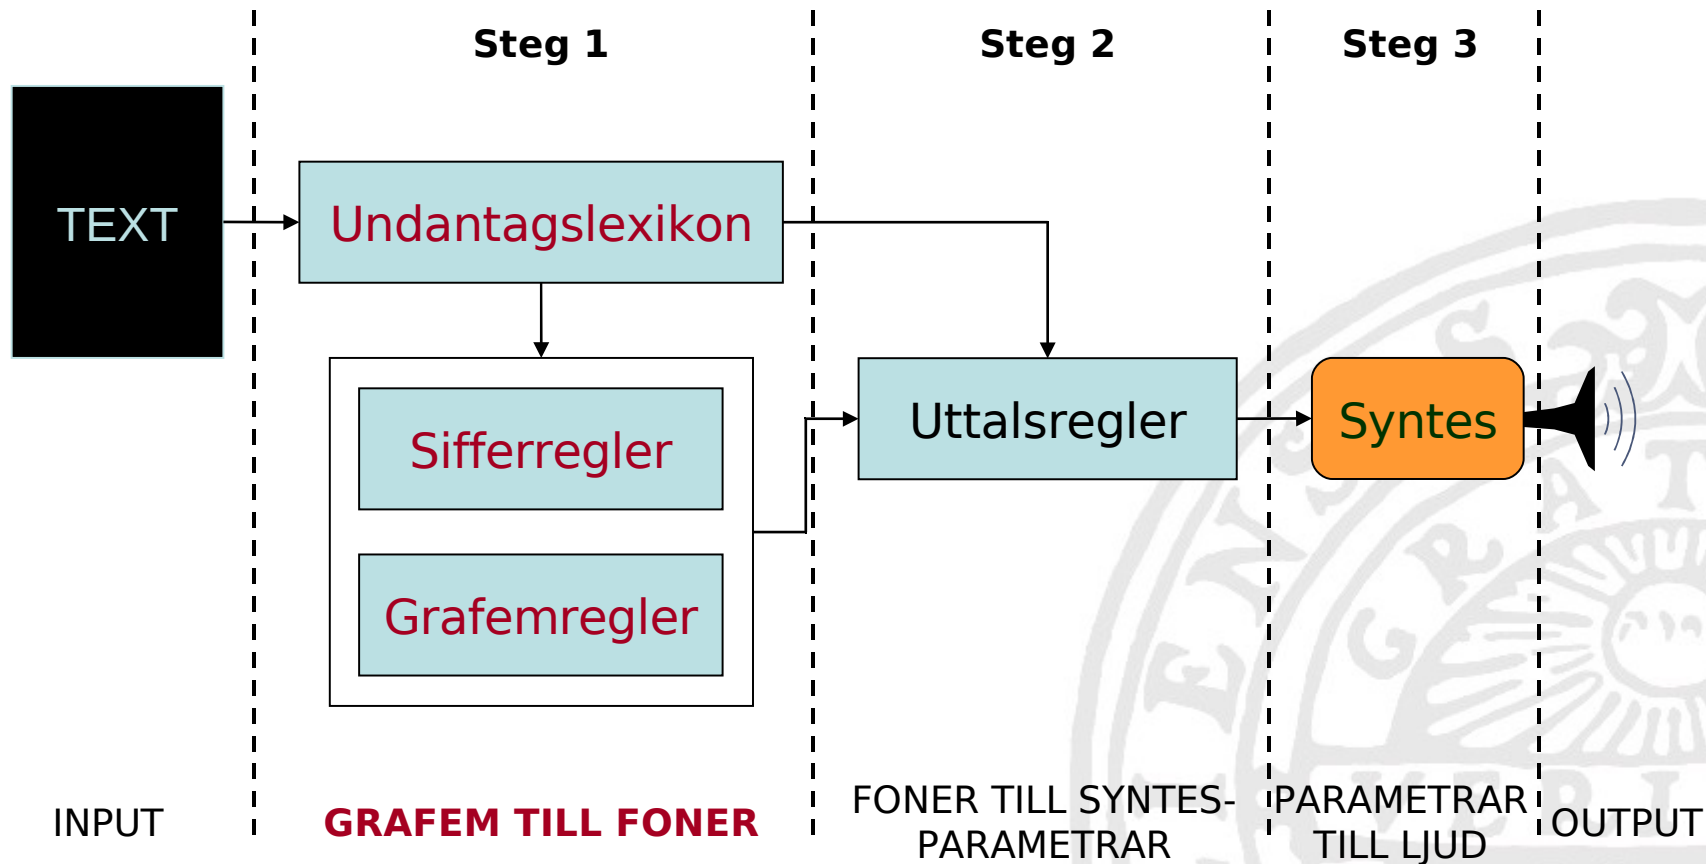 Steg 1
Steg 2
Steg 3
TEXT
Undantagslexikon
Sifferregler
Uttalsregler
Syntes
Grafemregler
INPUT
GRAFEM TILL FONER
FONER TILL SYNTES-
PARAMETRAR
PARAMETRAR
TILL LJUD
OUTPUT